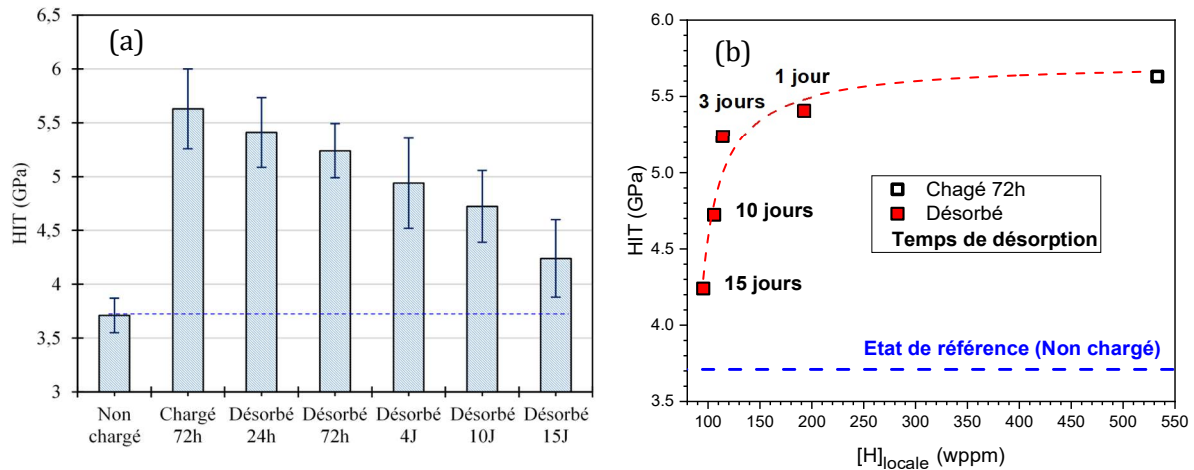 (a)
HIT (GPa)
6,5
6
5,5
5
4,5
4
3,5
3
Non chargé
Chargé 72h
Désorbé 24h
Désorbé 72h
Désorbé 4J
Désorbé 10J
Désorbé 15J
(b)
HIT (GPa)
6.0
5.5
5.0
4.5
4.0
3.5
1 jour
3 jours
10 jours
15 jours
Chagé 72h
Désorbé
Temps de désorption
Etat de référence (Non chargé)
100 150 200 250 300 350 400 450 500 550
[H]locale (wppm)